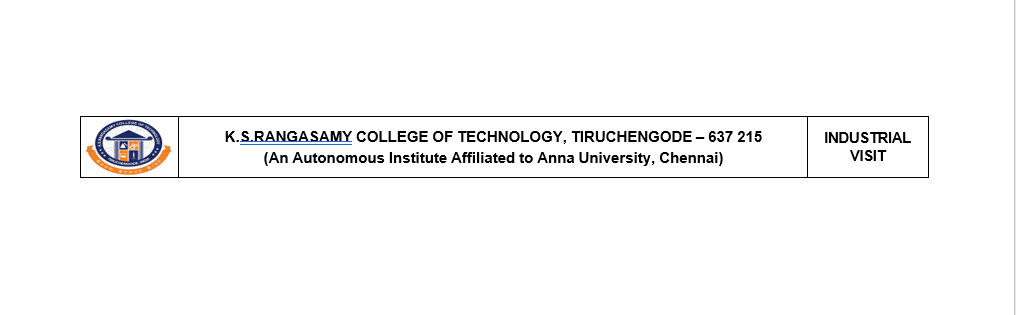 K.S.RANGASAMY COLLEGE OF TECHNOLOGY, TIRUCHENGODE – 637 215
(An Autonomous Institute Affiliated to Anna University, Chennai)
INDUSTRIAL
VISIT